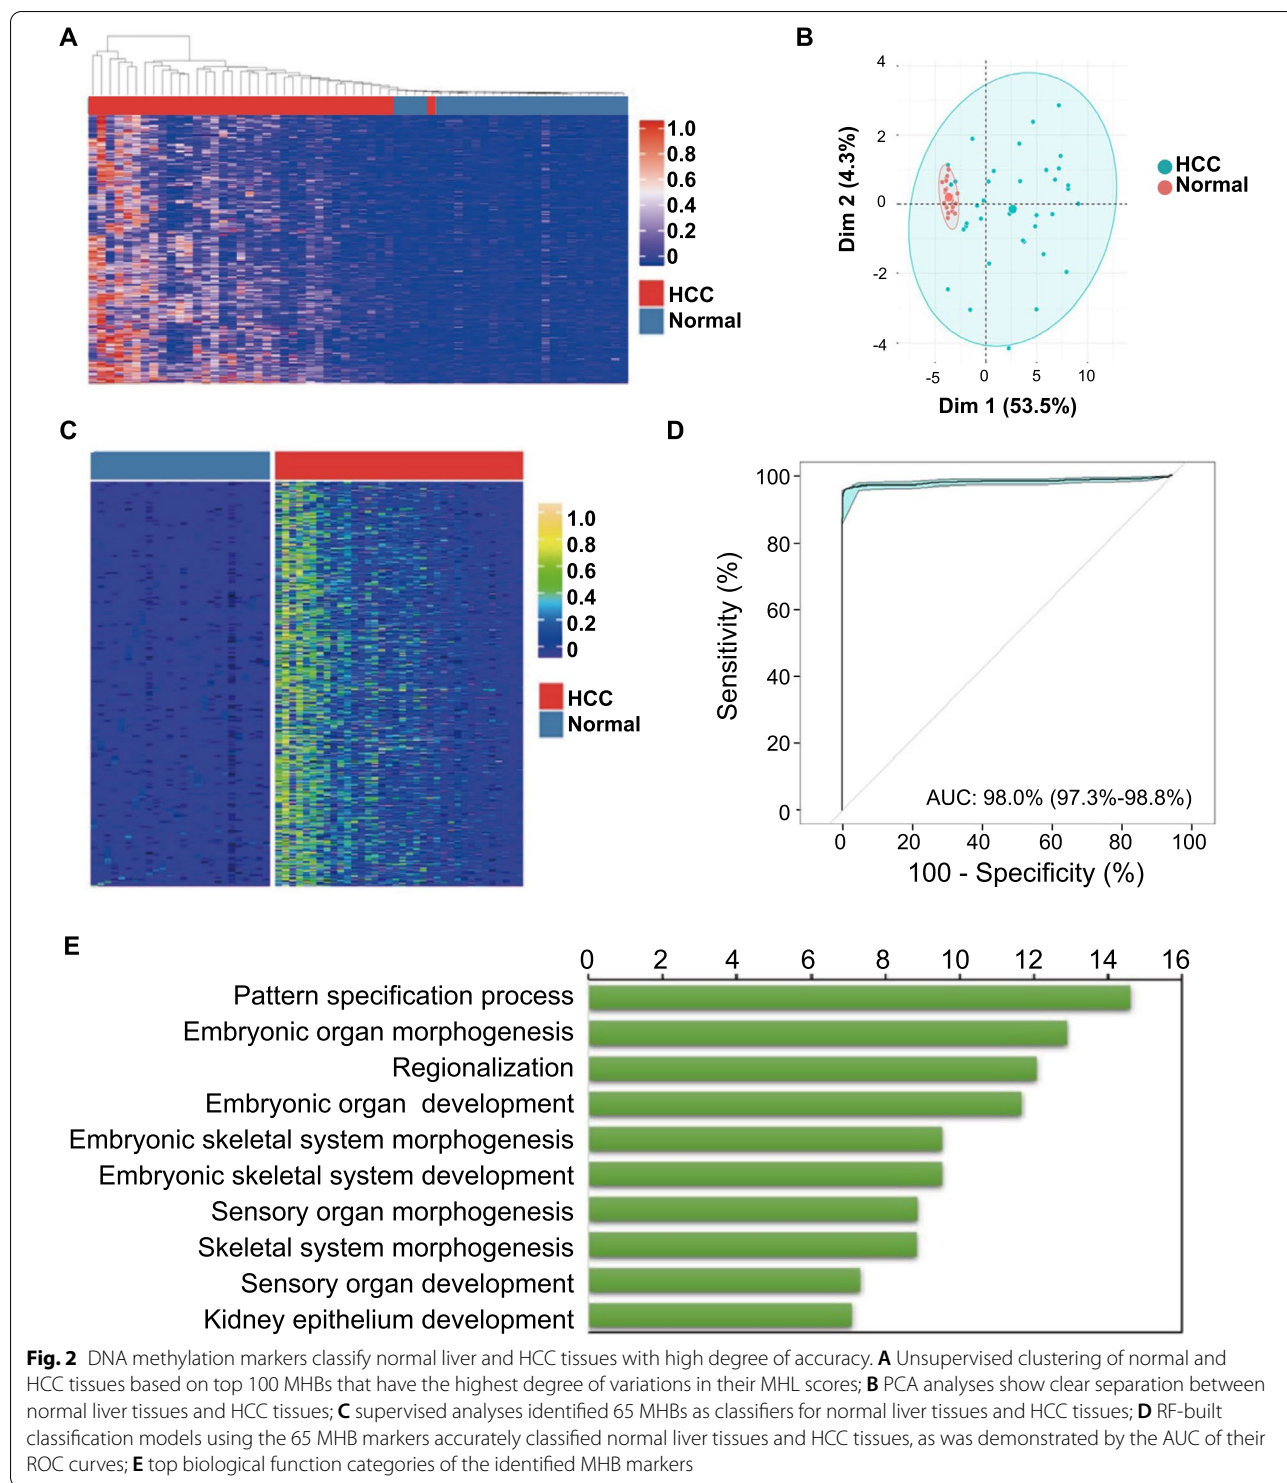 A
1.0
0.8
0.6
0.4
0.2
0
HCC
Normal
B
4
2
0
-2
-4
-5
0
5
10
Dim 2 (4.3%)
Dim 1 (53.5%)
HCC
Normal
C
1.0
0.8
0.6
0.4
0.2
0
HCC
Normal
D
100
80
60
40
20
0
Sensitivity (%)
AUC: 98.0% (97.3%-98.8%)
0 20 40 60 80 100
100 - Specificity (%)
E
0 2 4 6 8 10 12 14 16
Pattern specification process
Embryonic organ morphogenesis
Regionalization
Embryonic organ development
Embryonic skeletal system morphogenesis
Embryonic skeletal system development
Sensory organ morphogenesis
Skeletal system morphogenesis
Sensory organ development
Kidney epithelium development
Fig. 2 DNA methylation markers classify normal liver and HCC tissues with high degree of accuracy. A Unsupervised clustering of normal and
HCC tissues based on top 100 MHBs that have the highest degree of variations in their MHL scores; B PCA analyses show clear separation between
normal liver tissues and HCC tissues; C supervised analyses identified 65 MHBs as classifiers for normal liver tissues and HCC tissues; D RF-built
classification models using the 65 MHB markers accurately classified normal liver tissues and HCC tissues, as was demonstrated by the AUC of their
ROC curves; E top biological function categories of the identified MHB markers